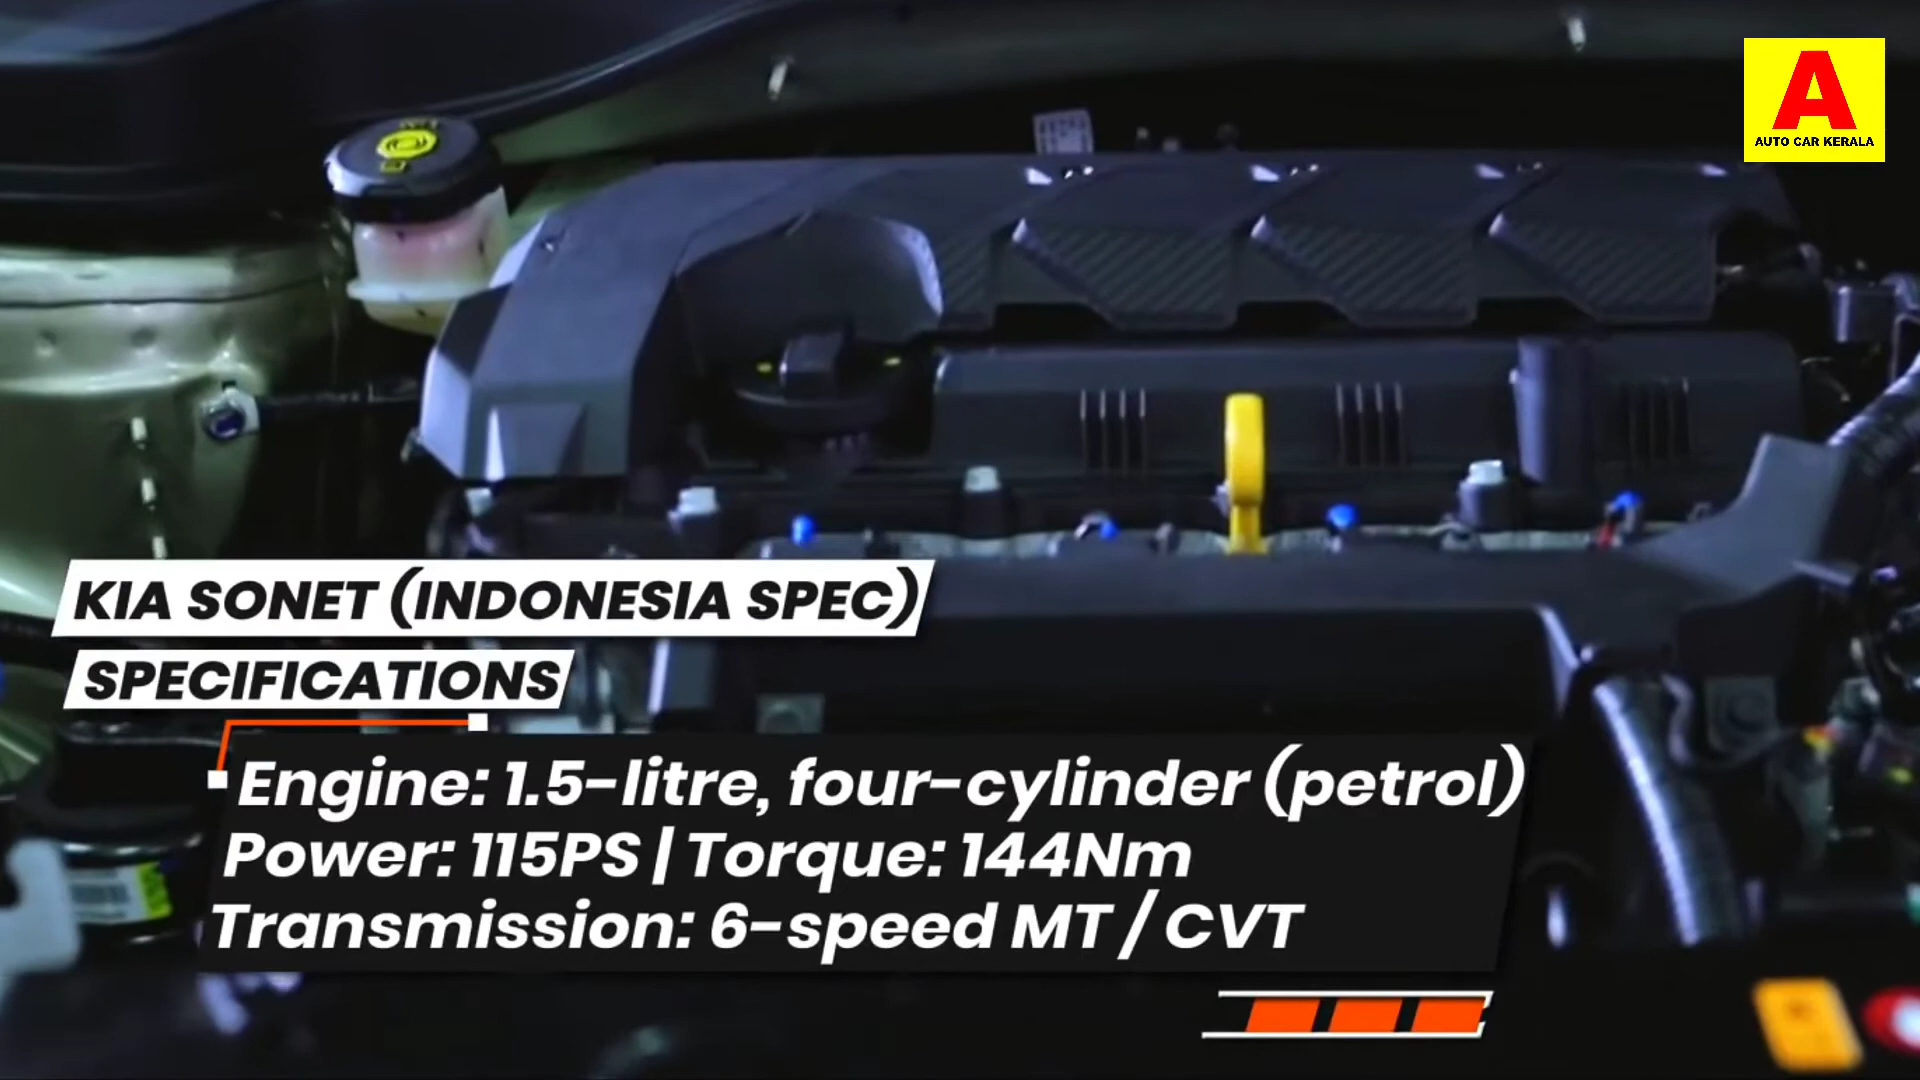 A
AUTO CAR KERALA
KIA SONET (INDONESIA SPEC)
SPECIFICATIONS
Engine: 1.5-litre, four-cylinder (petrol)
Power: 115PS | Torque: 144Nm
Transmission: 6-speed MT / CVT